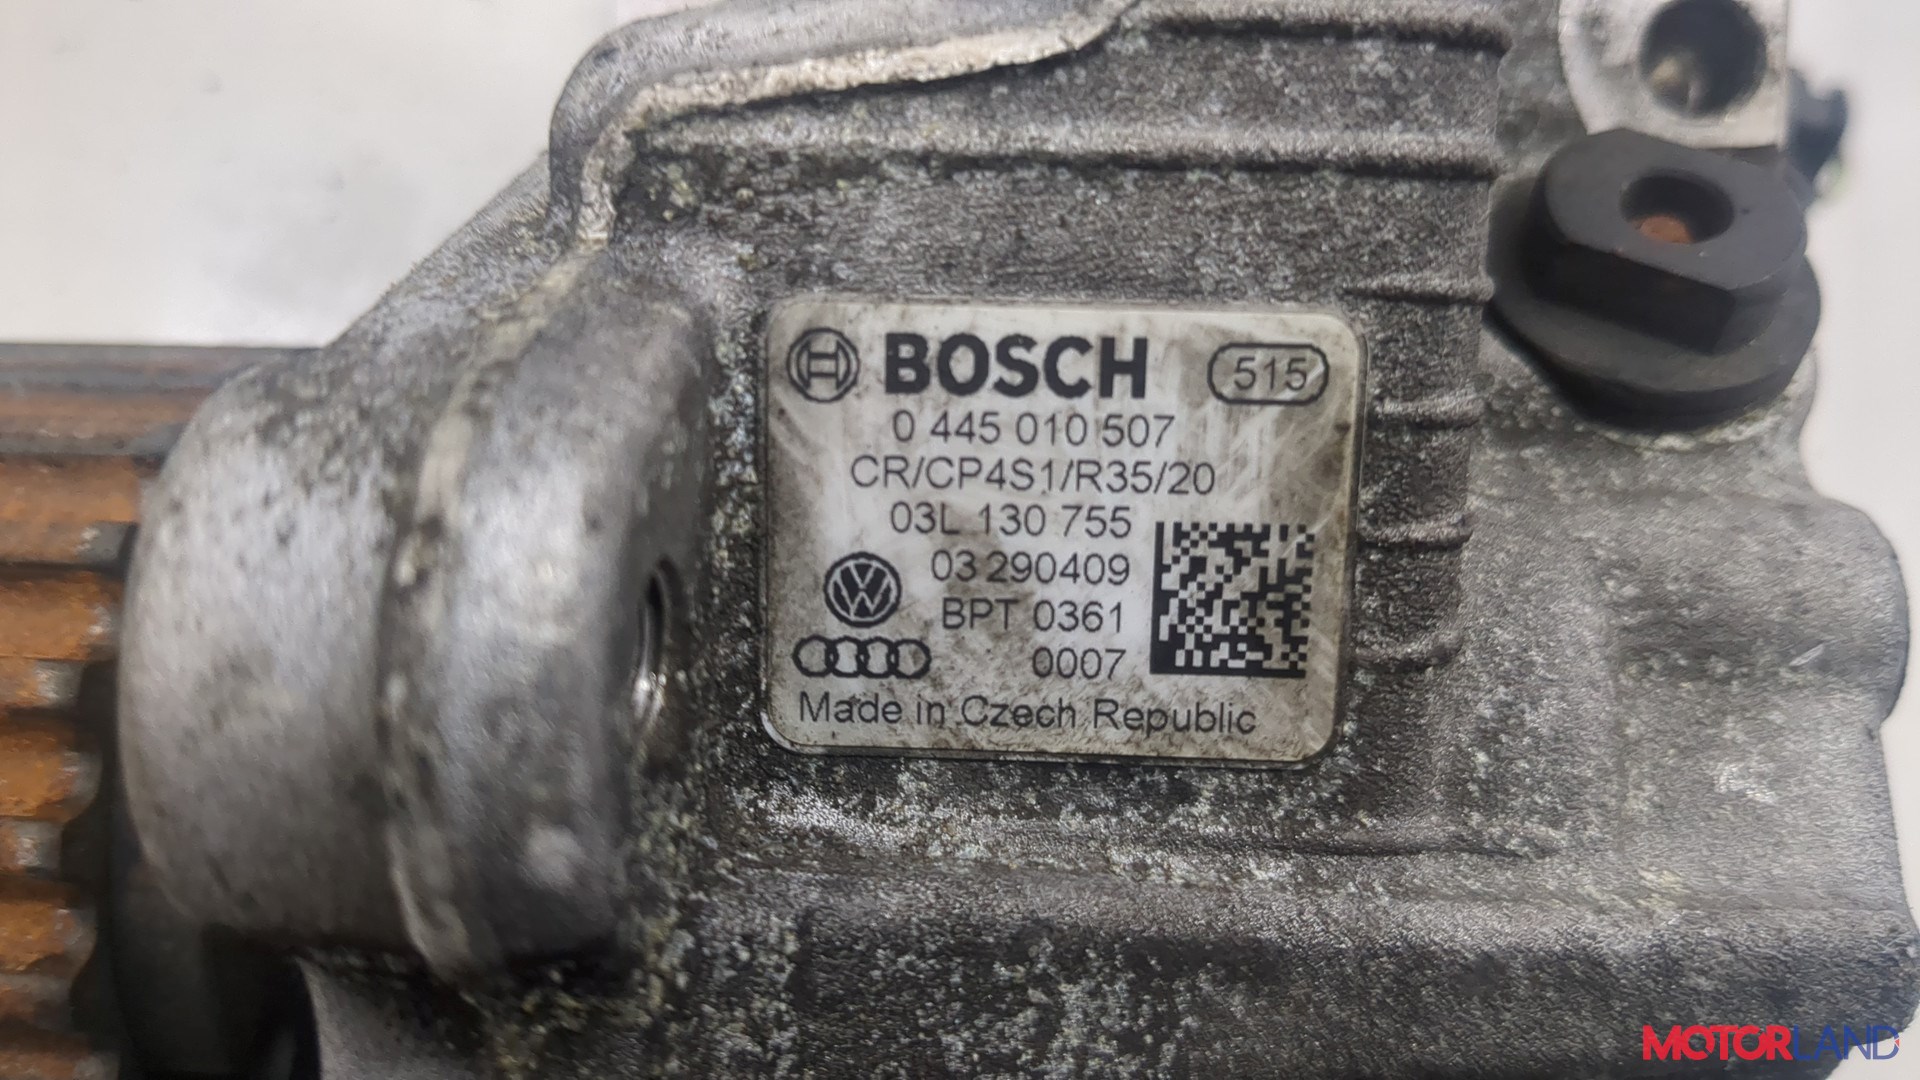 BOSCH 515
0 445 010 507
CR/CP4S1/R35/20
03L 130 755
03 290409
BPT 0361
0007
Made in Czech Republic
MOTORLAND